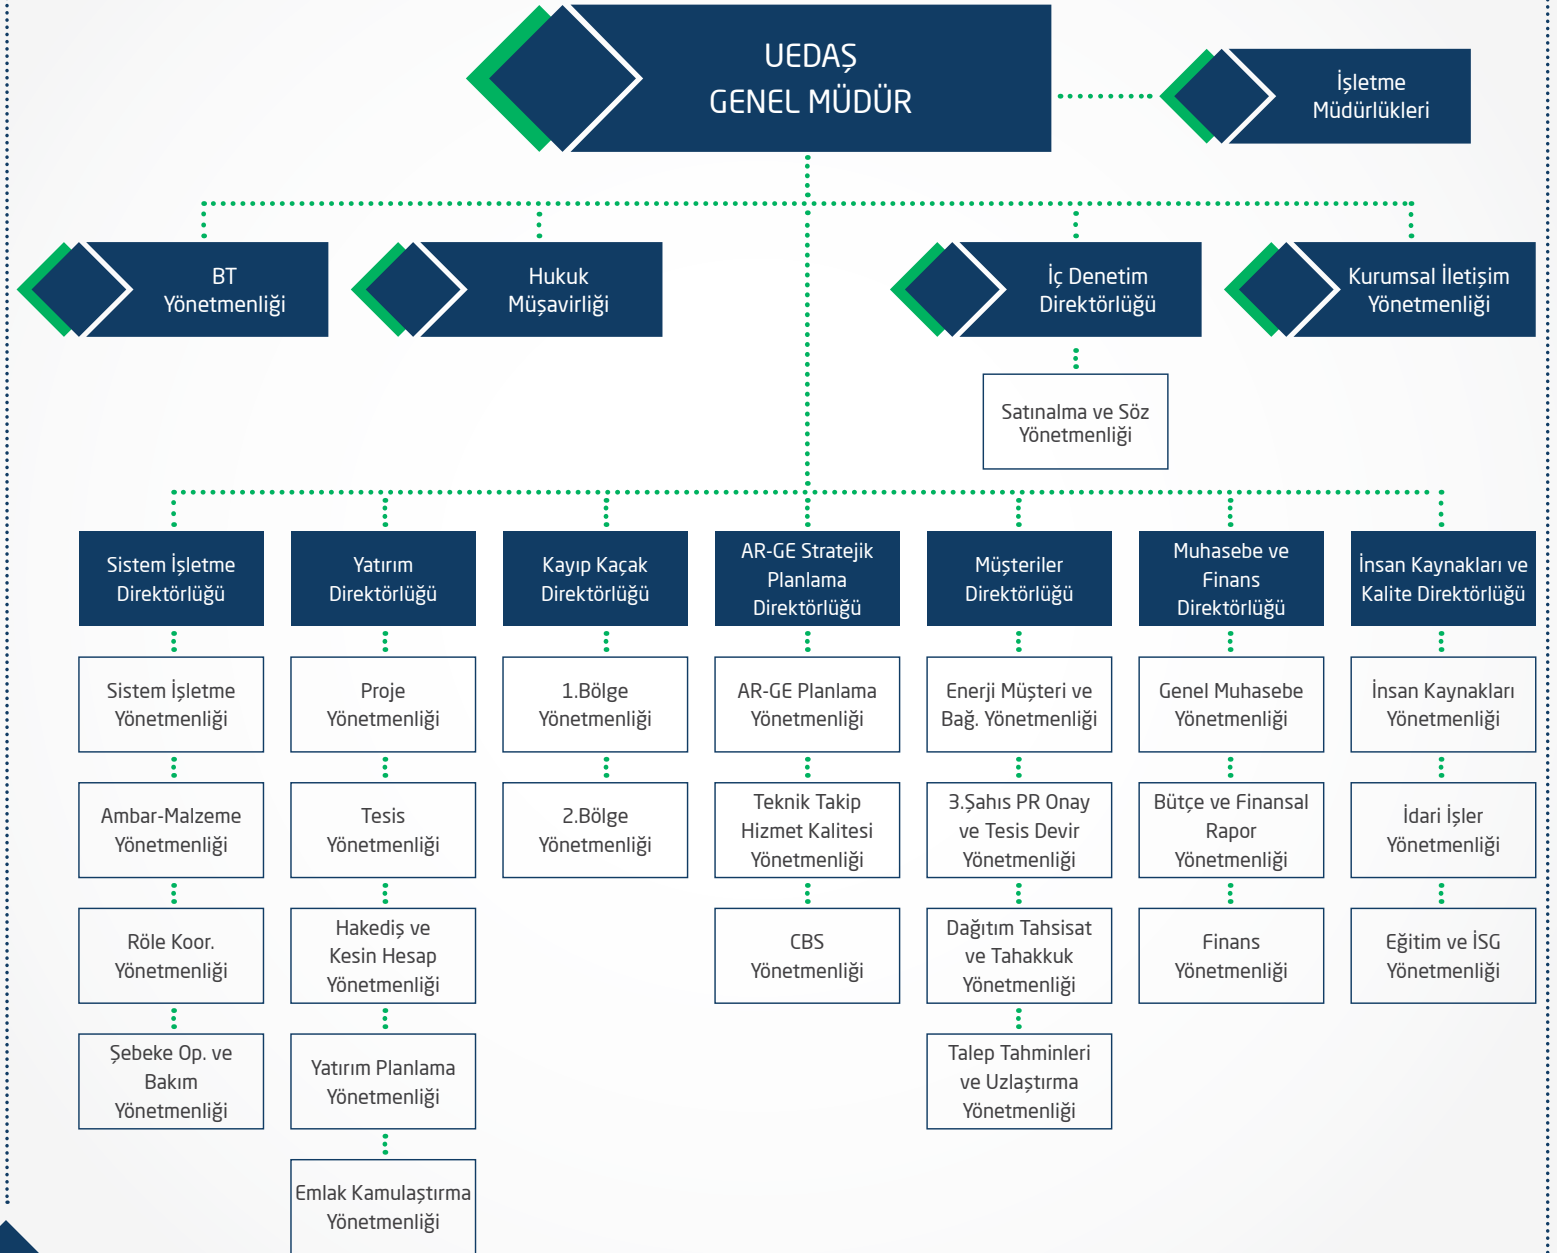 UEDAŞ
GENEL MÜDÜR
İşletme
Müdürlükleri
BT
Yönetmenliği
Hukuk
Müşavirliği
İç Denetim
Direktörlüğü
Kurumsal İletişim
Yönetmenliği
Satınalma ve Söz
Yönetmenliği
Sistem İşletme
Direktörlüğü
Yatırım
Direktörlüğü
Kayıp Kaçak
Direktörlüğü
AR-GE Stratejik
Planlama
Direktörlüğü
Müşteriler
Direktörlüğü
Muhasebe ve
Finans
Direktörlüğü
İnsan Kaynakları ve
Kalite Direktörlüğü
Sistem İşletme
Yönetmenliği
Proje
Yönetmenliği
1.Bölge
Yönetmenliği
AR-GE Planlama
Yönetmenliği
Enerji Müşteri ve
Bağ. Yönetmenliği
Genel Muhasebe
Yönetmenliği
İnsan Kaynakları
Yönetmenliği
Ambar-Malzeme
Yönetmenliği
Tesis
Yönetmenliği
2.Bölge
Yönetmenliği
Teknik Takip
Hizmet Kalitesi
Yönetmenliği
3.Şahıs PR Onay
ve Tesis Devir
Yönetmenliği
Bütçe ve Finansal
Rapor
Yönetmenliği
İdari İşler
Yönetmenliği
Röle Koor.
Yönetmenliği
Hakediş ve
Kesin Hesap
Yönetmenliği
CBS
Yönetmenliği
Dağıtım Tahsisat
ve Tahakkuk
Yönetmenliği
Finans
Yönetmenliği
Eğitim ve İSG
Yönetmenliği
Şebeke Op. ve
Bakım
Yönetmenliği
Yatırım Planlama
Yönetmenliği
Talep Tahminleri
ve Uzlaştırma
Yönetmenliği
Emlak Kamulaştırma
Yönetmenliği